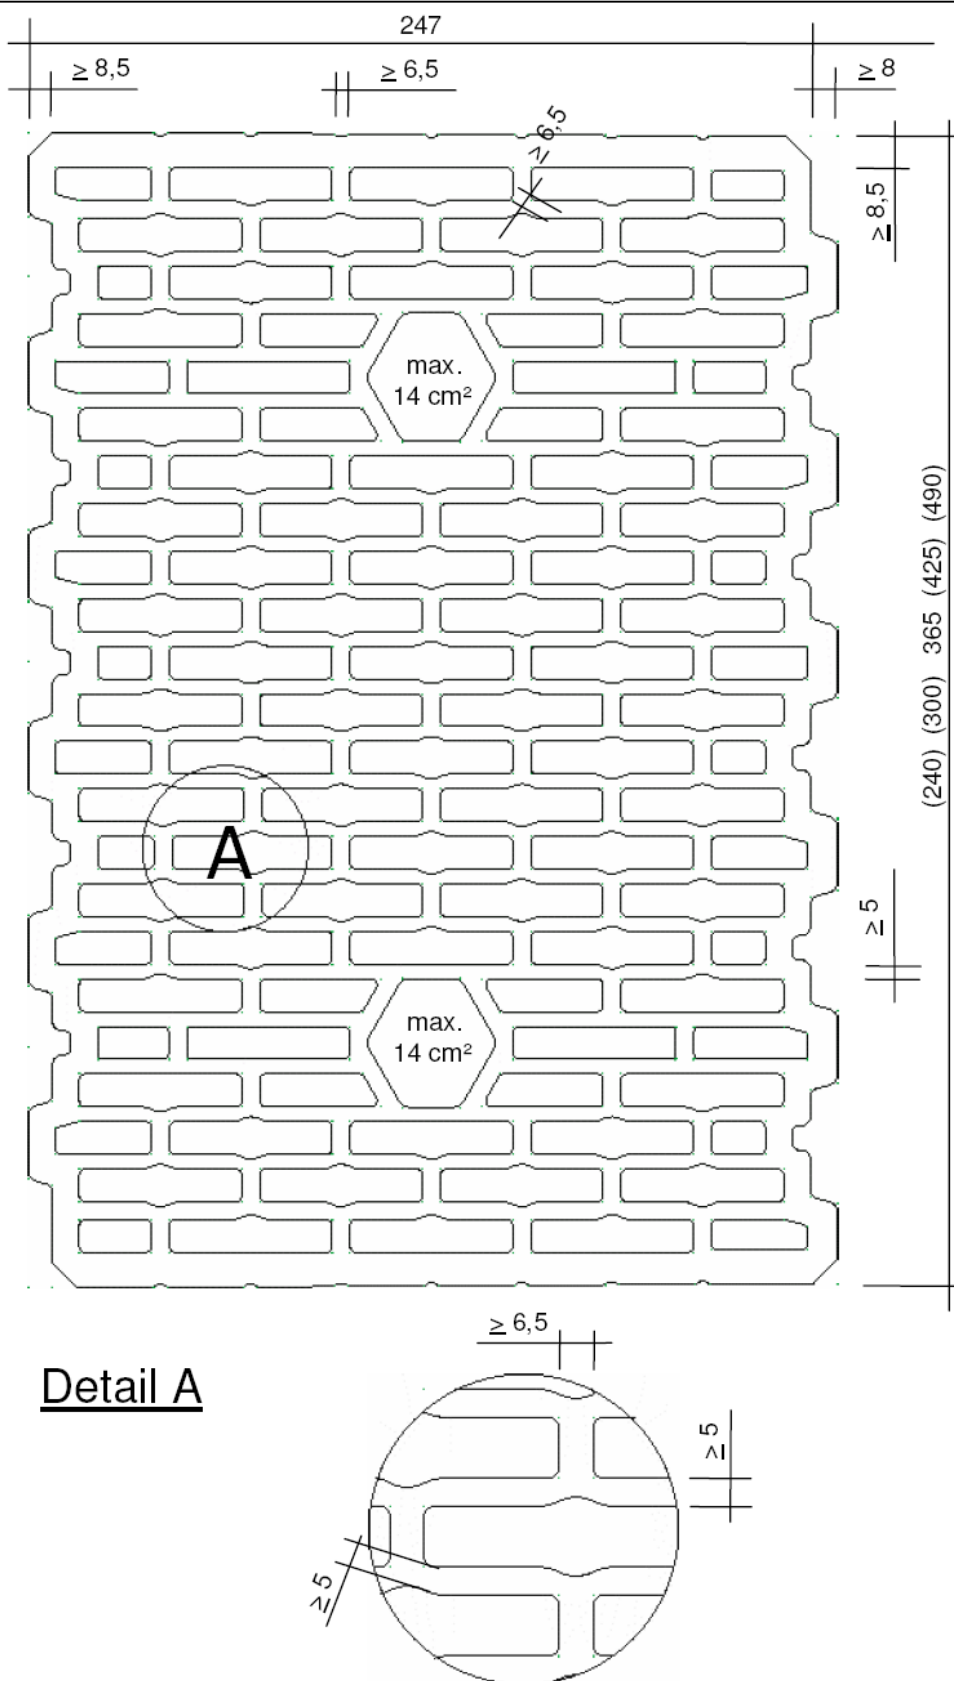 247
≥ 8,5
≥ 6,5
≥ 8
≥ 6,5
≥ 8,5
max.
14 cm²
(240) (300) 365 (425) (490)
A
≥ 5
max.
14 cm²
≥ 6,5
Detail A
≥ 5
≥ 5